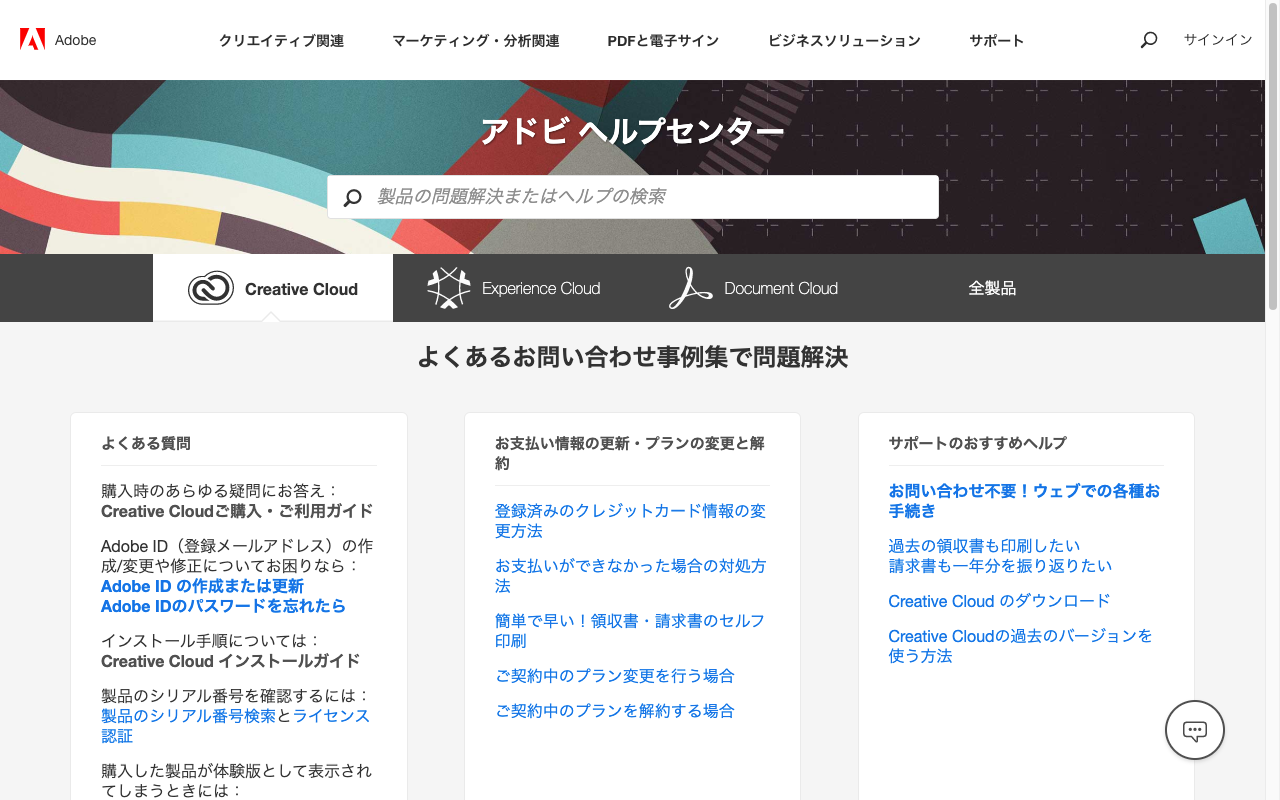 Adobe
クリエイティブ関連
マーケティング・分析関連
PDFと電子サイン
ビジネスソリューション
サポート
サインイン
アドビ ヘルプセンター
製品の問題解決またはヘルプの検索
Creative Cloud
Experience Cloud
Document Cloud
全製品
よくあるお問い合わせ事例集で問題解決
よくある質問
購入時のあらゆる疑問にお答え：
Creative Cloudご購入・ご利用ガイド
Adobe ID（登録メールアドレス）の作
成/変更や修正についてお困りなら：
Adobe ID の作成または更新
Adobe IDのパスワードを忘れたら
インストール手順については：
Creative Cloud インストールガイド
製品のシリアル番号を確認するには：
製品のシリアル番号検索とライセンス
認証
購入した製品が体験版として表示され
てしまうときには：
お支払い情報の更新・プランの変更と解
約
登録済みのクレジットカード情報の変
更方法
お支払いができなかった場合の対処方
法
簡単で早い！領収書・請求書のセルフ
印刷
ご契約中のプラン変更を行う場合
ご契約中のプランを解約する場合
サポートのおすすめヘルプ
お問い合わせ不要！ウェブでの各種お
手続き
過去の領収書も印刷したい
請求書も一年分を振り返りたい
Creative Cloud のダウンロード
Creative Cloudの過去のバージョンを
使う方法